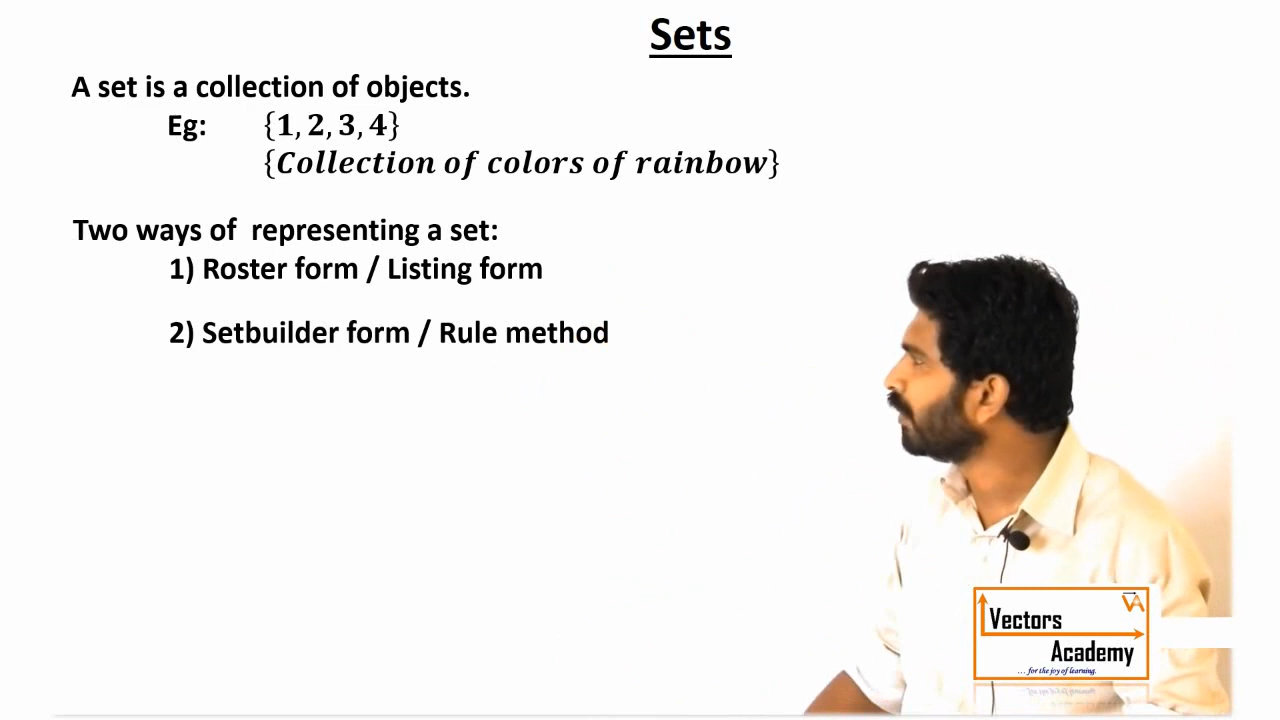 Sets
A set is a collection of objects.
Eg: {1, 2, 3, 4}
{Collection of colors of rainbow}
Two ways of representing a set:
1) Roster form / Listing form
2) Setbuilder form / Rule method
VA
Vectors
Academy
... for the joy of learning.